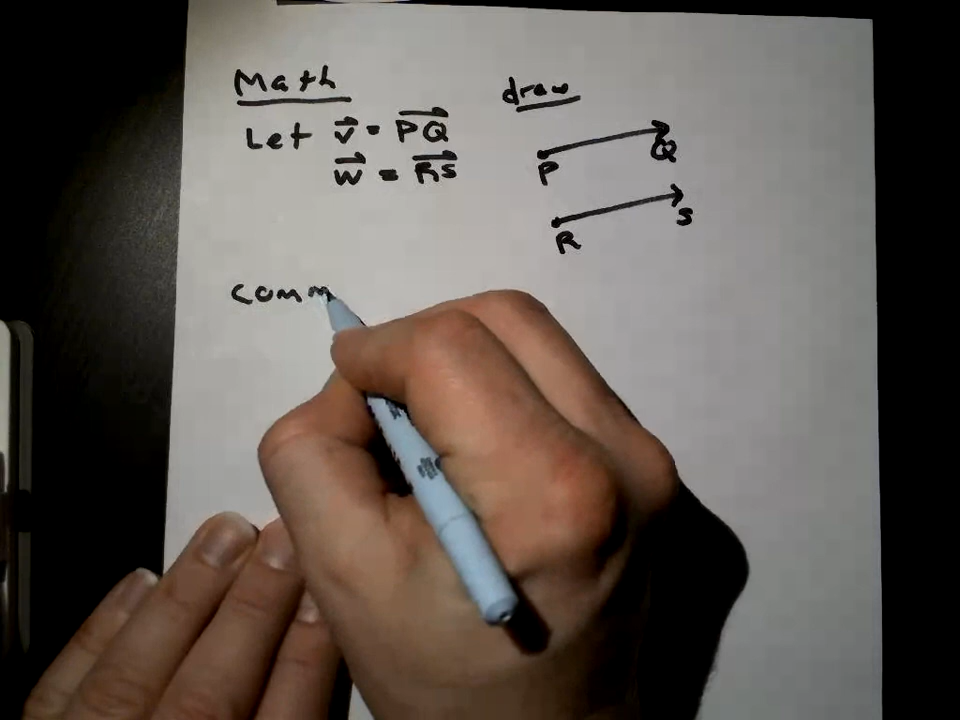 Math
Let v⃗ = PQ⃗
w⃗ = RS⃗
draw
P Q
R S
comm